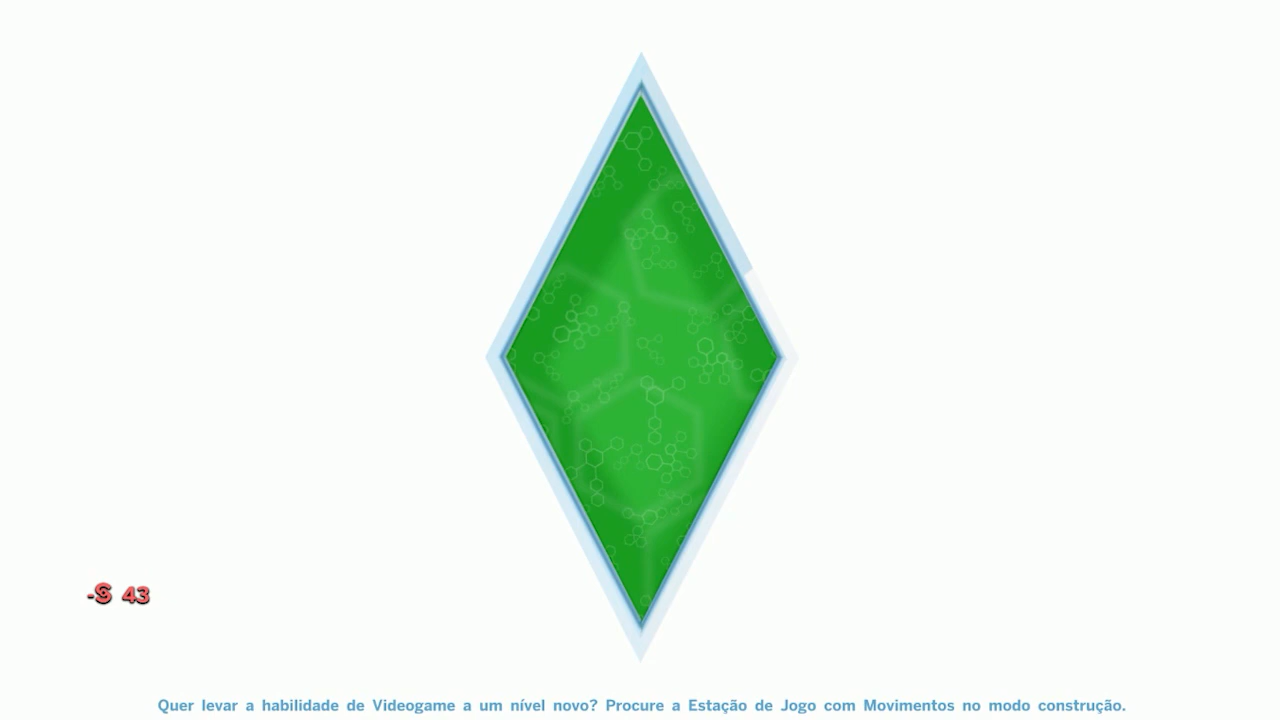 -§ 43
Quer levar a habilidade de Videogame a um nível novo? Procure a Estação de Jogo com Movimentos no modo construção.